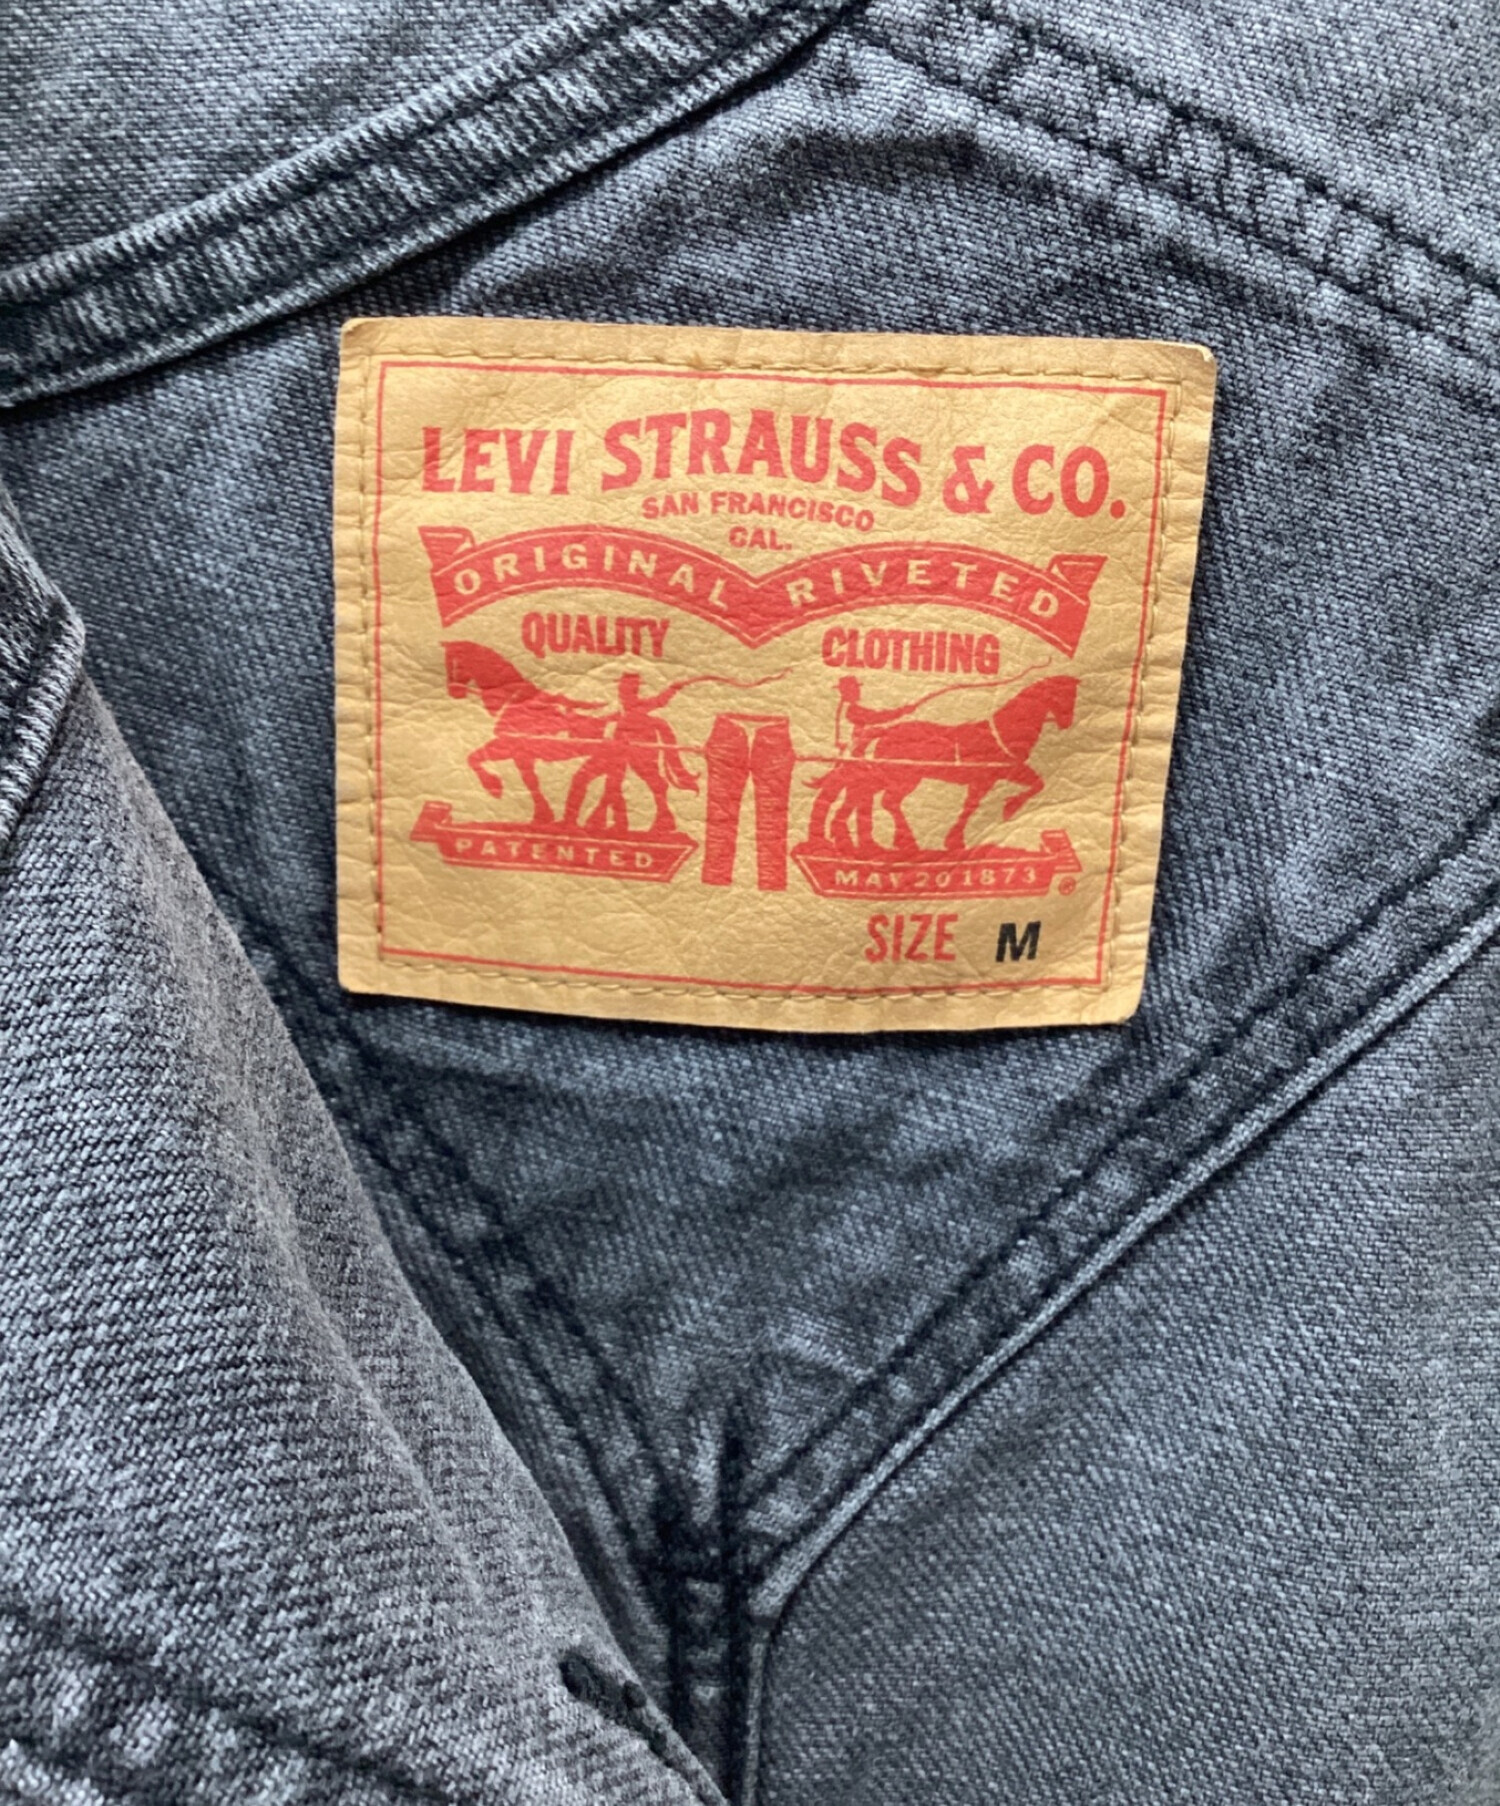 LEVI STRAUSS & CO.
SAN FRANCISCO
CAL.
ORIGINAL RIVETED
QUALITY CLOTHING
PATENTED MAY 20 1873 ®
SIZE M